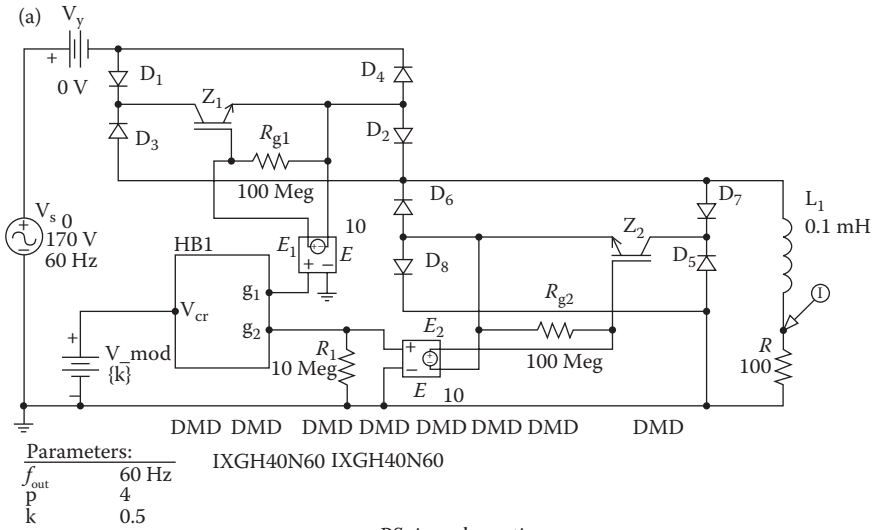 (a)
V_y
+
0 V
D_1
D_4
Z_1
D_3
R_g1
D_2
100 Meg
D_6
D_7
L_1
0.1 mH
V_s 0
170 V
60 Hz
+
−
HB1
E_1
10
E
+ −
Z_2
D_8
D_5
g_1
V_cr
g_2
R_g2
I
+
V_mod
{k}
−
R_1
10 Meg
E_2
+
−
E
10
100 Meg
R
100
DMD DMD DMD DMD DMD DMD DMD DMD
IXGH40N60 IXGH40N60
Parameters:
f_out 60 Hz
p 4
k 0.5